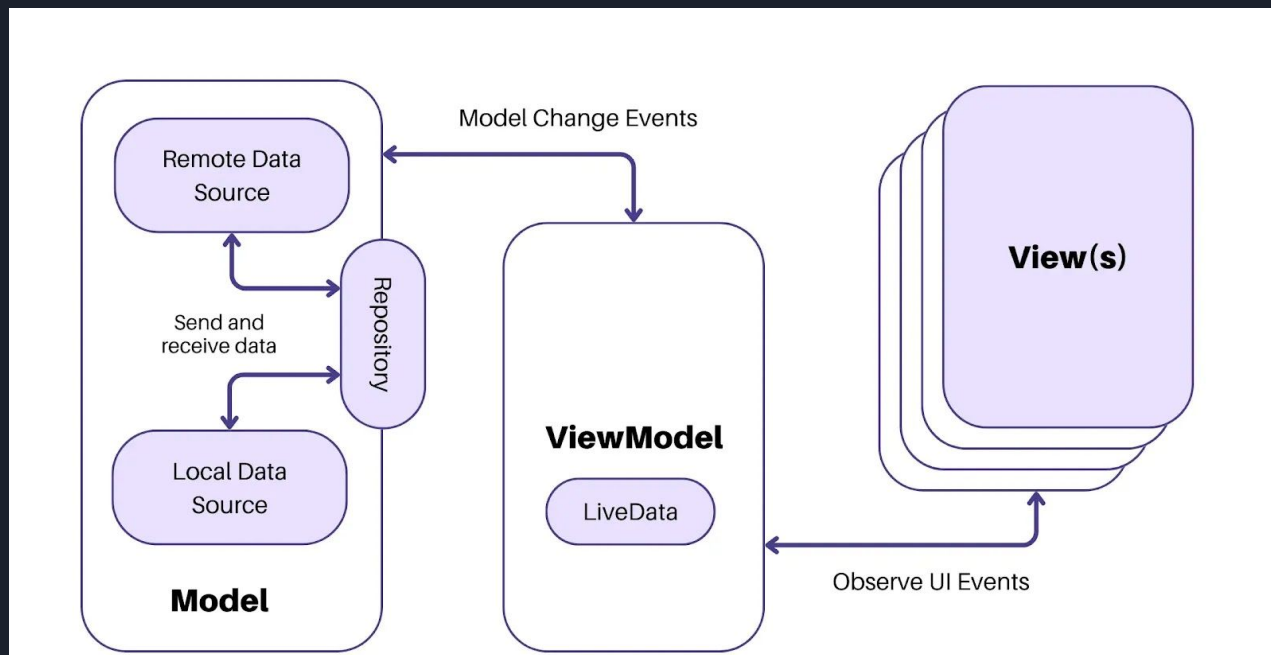 Model Change Events
Remote Data
Source
View(s)
Repository
Send and
receive data
ViewModel
Local Data
Source
LiveData
Observe UI Events
Model